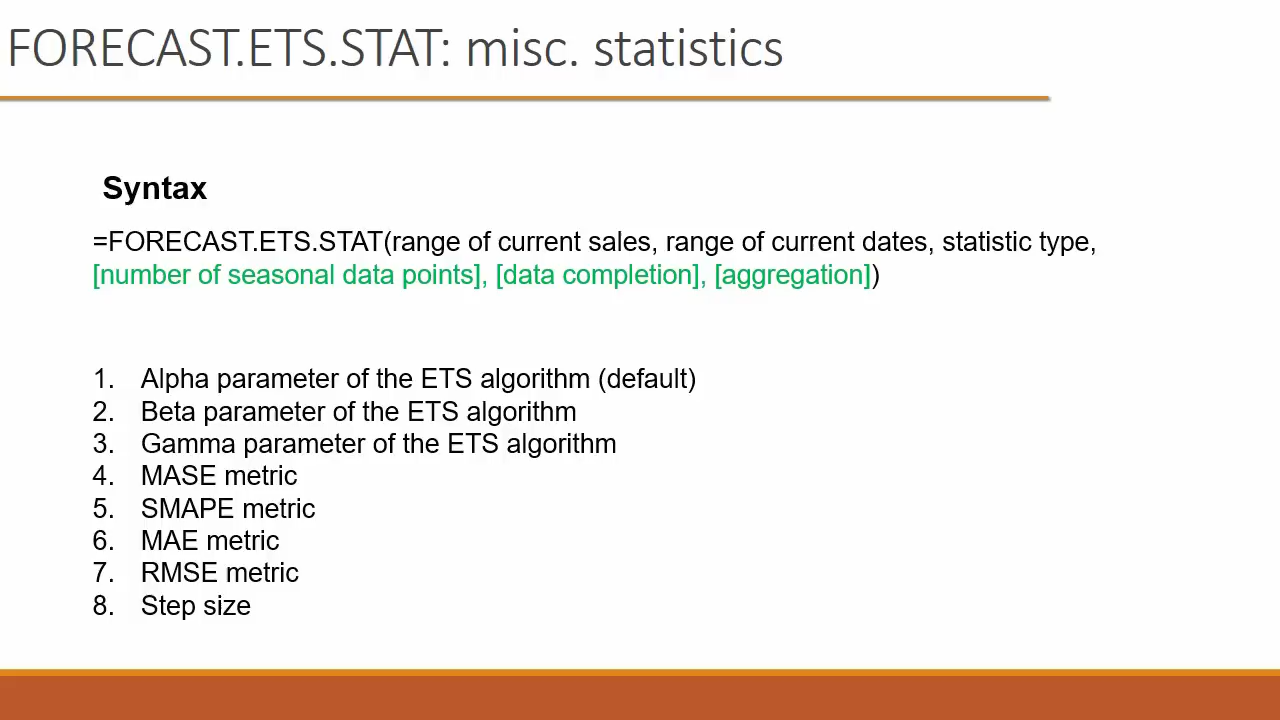 FORECAST.ETS.STAT: misc. statistics
Syntax
=FORECAST.ETS.STAT(range of current sales, range of current dates, statistic type,
[number of seasonal data points], [data completion], [aggregation])
1. Alpha parameter of the ETS algorithm (default)
2. Beta parameter of the ETS algorithm
3. Gamma parameter of the ETS algorithm
4. MASE metric
5. SMAPE metric
6. MAE metric
7. RMSE metric
8. Step size